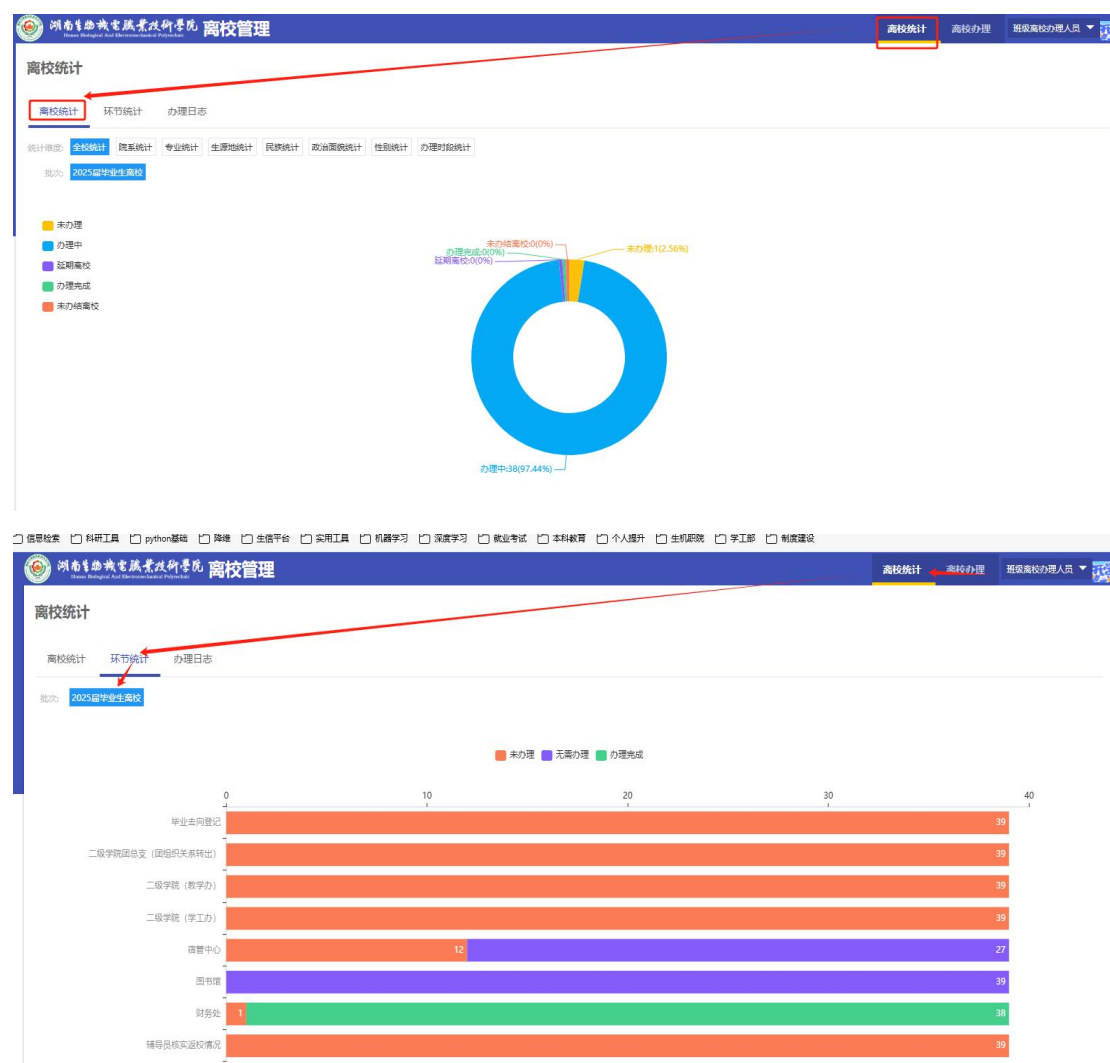 湖南生物机电职业技术学院 离校管理
Hunan Biological And Electromechanical Polytechnic
离校统计 离校办理 班级离校办理人员
离校统计
离校统计 环节统计 办理日志
统计维度: 全校统计 院系统计 专业统计 生源地统计 民族统计 政治面貌统计 性别统计 办理时段统计
批次: 2025届毕业生离校
未办理
办理中
延期离校
办理完成
未办结离校
未办结离校:0(0%)
办理完成:0(0%)
延期离校:0(0%)
未办理:1(2.56%)
办理中:38(97.44%)
信息检索 科研工具 python基础 降维 生信平台 实用工具 机器学习 深度学习 就业考试 本科教育 个人提升 生机职院 学工部 制度建设
湖南生物机电职业技术学院 离校管理
Hunan Biological And Electromechanical Polytechnic
离校统计 离校办理 班级离校办理人员
离校统计
离校统计 环节统计 办理日志
批次: 2025届毕业生离校
未办理 无需办理 办理完成
0 10 20 30 40
毕业去向登记 39
二级学院团总支（团组织关系转出） 39
二级学院（教学办） 39
二级学院（学工办） 39
宿管中心 12 27
图书馆 39
财务处 1 38
辅导员核实返校情况 39